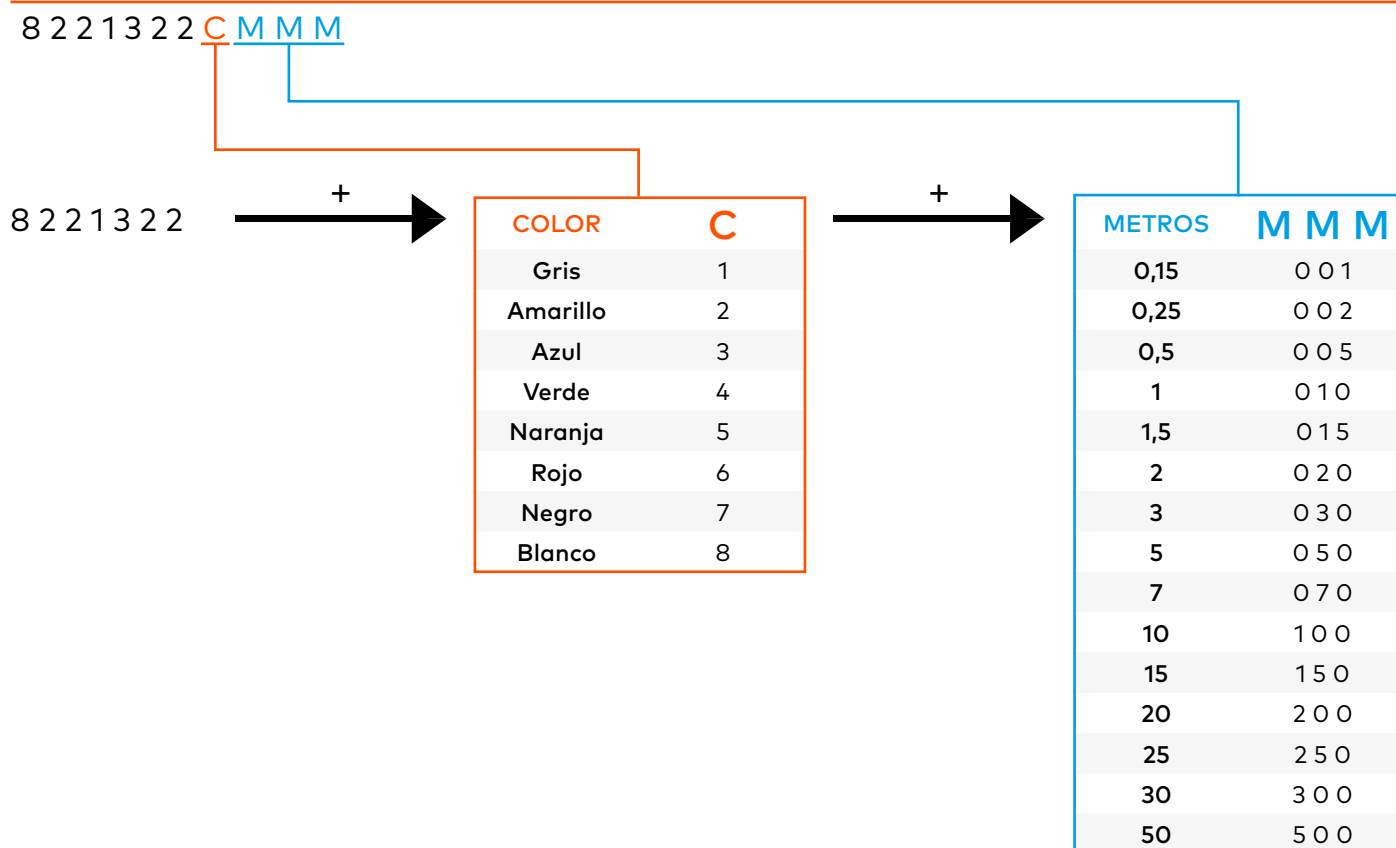 8 2 2 1 3 2 2 C M M M
8 2 2 1 3 2 2
+
COLOR C
Gris 1
Amarillo 2
Azul 3
Verde 4
Naranja 5
Rojo 6
Negro 7
Blanco 8
+
METROS M M M
0,15 0 0 1
0,25 0 0 2
0,5 0 0 5
1 0 1 0
1,5 0 1 5
2 0 2 0
3 0 3 0
5 0 5 0
7 0 7 0
10 1 0 0
15 1 5 0
20 2 0 0
25 2 5 0
30 3 0 0
50 5 0 0